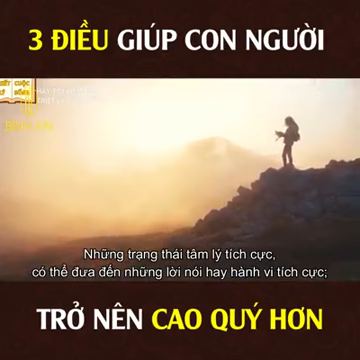 3 ĐIỀU GIÚP CON NGƯỜI
CUỘC
Những trạng thái tâm lý tích cực,
có thể đưa đến những lời nói hay hành vi tích cực;
TRỞ NÊN CAO QUÝ HƠN